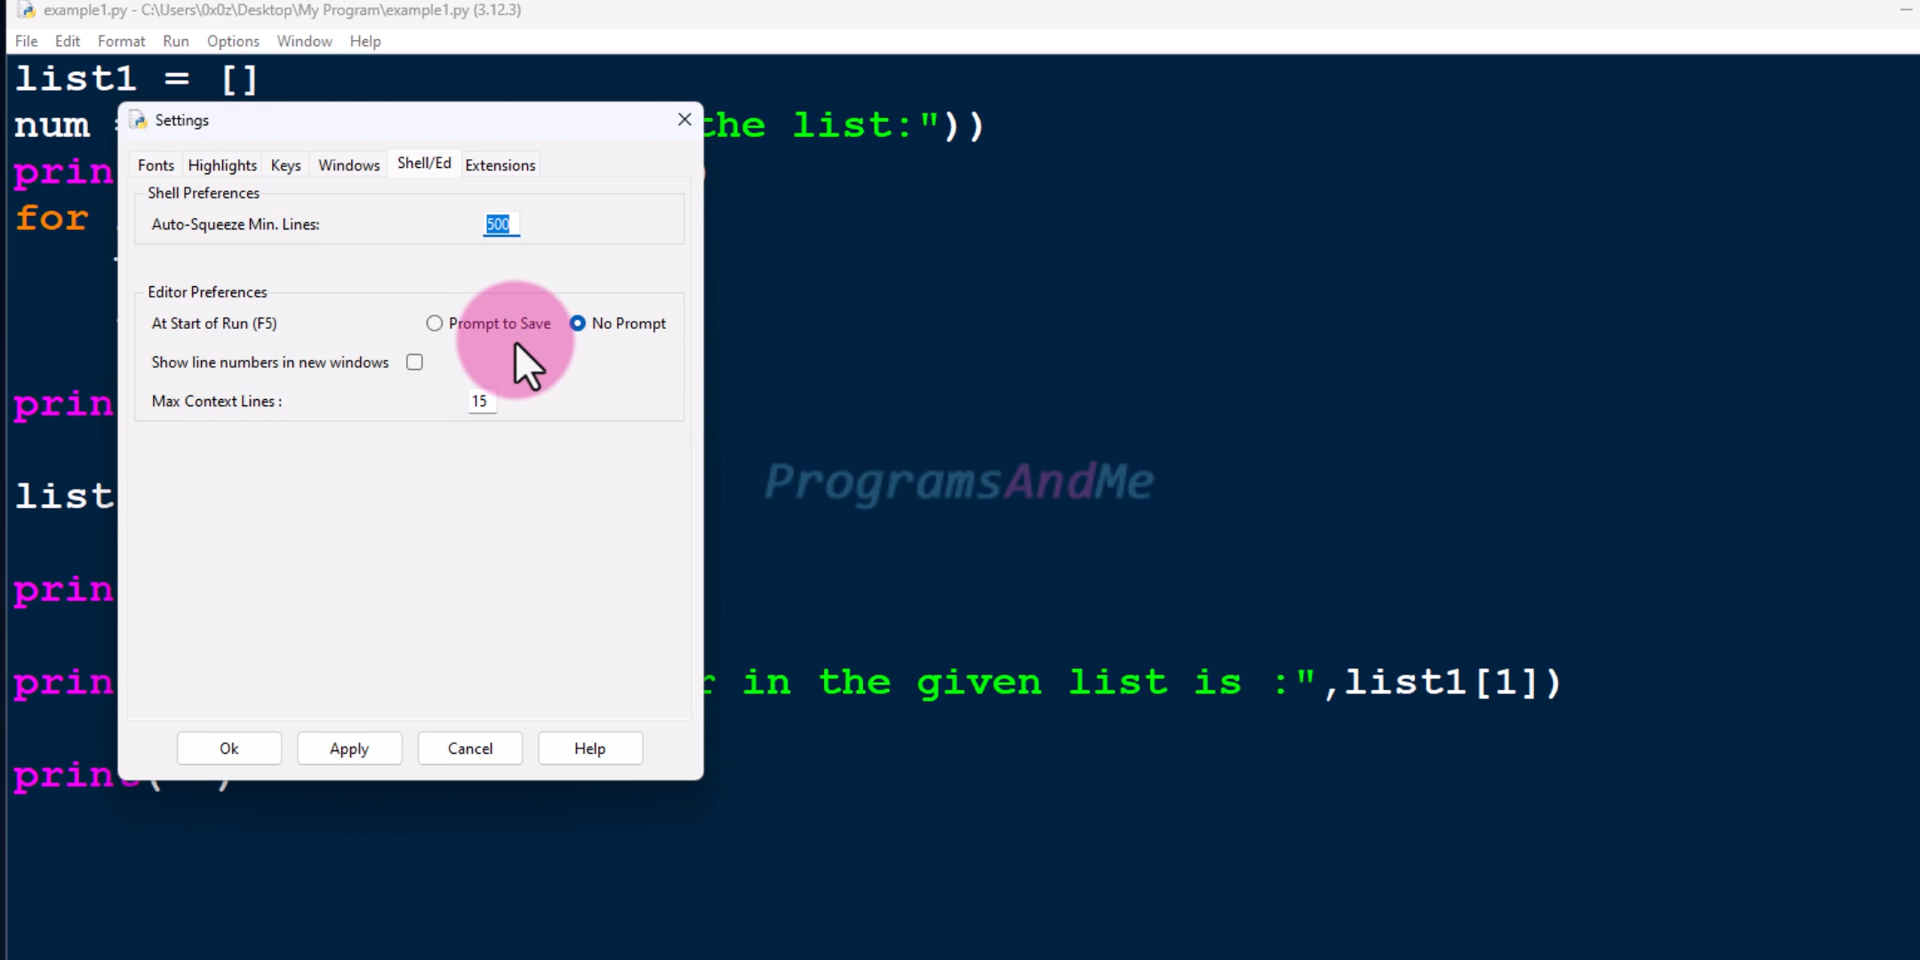 example1.py - C:\Users\0x0z\Desktop\My Program\example1.py (3.12.3)
File Edit Format Run Options Window Help
list1 = []
num
the list:"))
prin
for
Settings
Fonts Highlights Keys Windows Shell/Ed Extensions
Shell Preferences
Auto-Squeeze Min. Lines: 500
Editor Preferences
At Start of Run (F5) Prompt to Save No Prompt
Show line numbers in new windows
Max Context Lines : 15
prin
ProgramsAndMe
list
prin
prin
r in the given list is :",list1[1])
Ok Apply Cancel Help
print( )